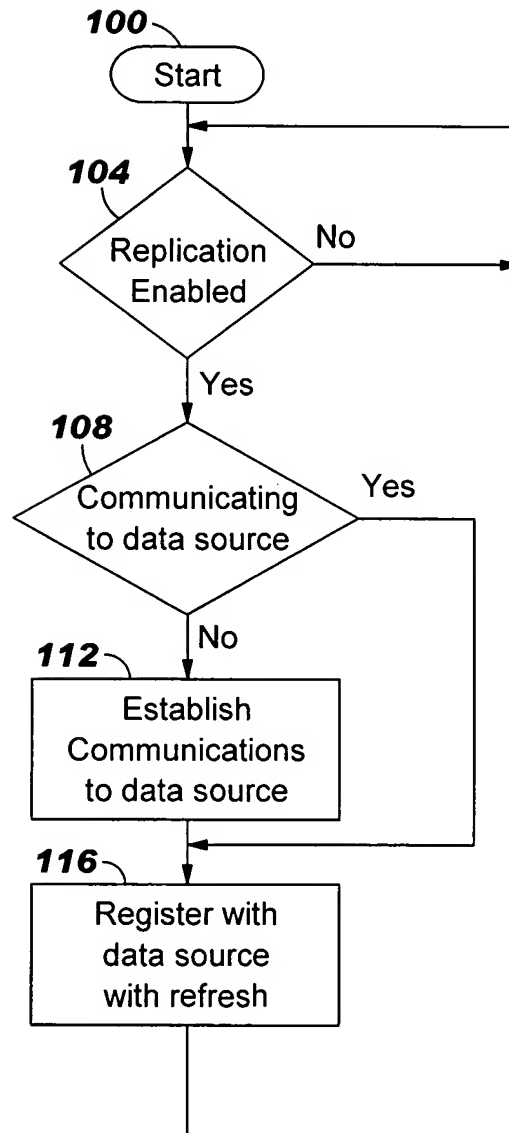 100
Start
104
Replication
Enabled
No
Yes
108
Communicating
to data source
Yes
No
112
Establish
Communications
to data source
116
Register with
data source
with refresh